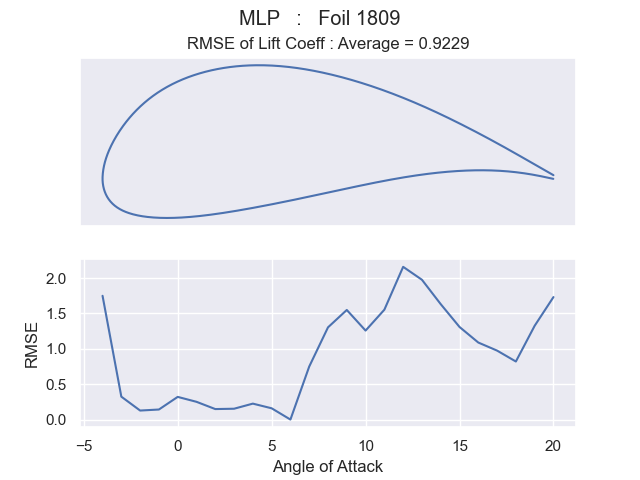 MLP : Foil 1809
RMSE of Lift Coeff : Average = 0.9229
2.0
1.5
1.0
0.5
0.0
RMSE
−5 0 5 10 15 20
Angle of Attack